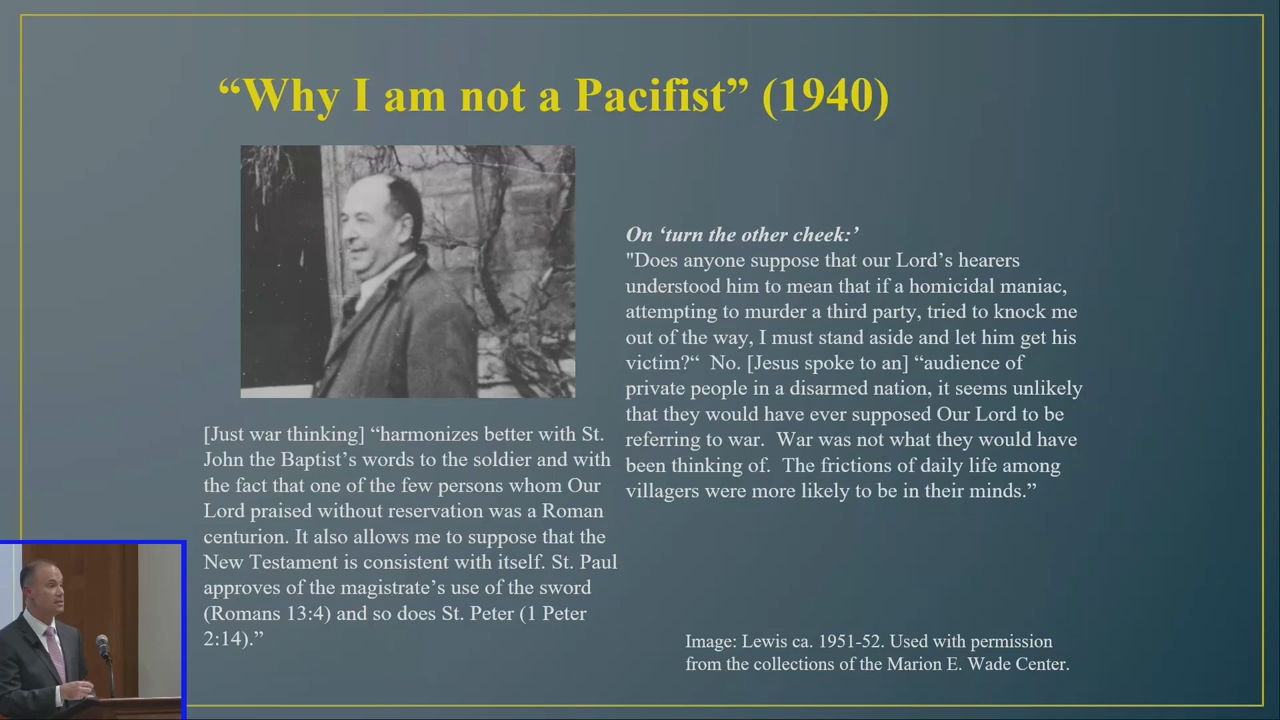 “Why I am not a Pacifist” (1940)
On ‘turn the other cheek:’
"Does anyone suppose that our Lord’s hearers
understood him to mean that if a homicidal maniac,
attempting to murder a third party, tried to knock me
out of the way, I must stand aside and let him get his
victim?“  No. [Jesus spoke to an] “audience of
private people in a disarmed nation, it seems unlikely
that they would have ever supposed Our Lord to be
referring to war.  War was not what they would have
been thinking of.  The frictions of daily life among
villagers were more likely to be in their minds.”
[Just war thinking] “harmonizes better with St.
John the Baptist’s words to the soldier and with
the fact that one of the few persons whom Our
Lord praised without reservation was a Roman
centurion. It also allows me to suppose that the
New Testament is consistent with itself. St. Paul
approves of the magistrate’s use of the sword
(Romans 13:4) and so does St. Peter (1 Peter
2:14).”
Image: Lewis ca. 1951-52. Used with permission
from the collections of the Marion E. Wade Center.